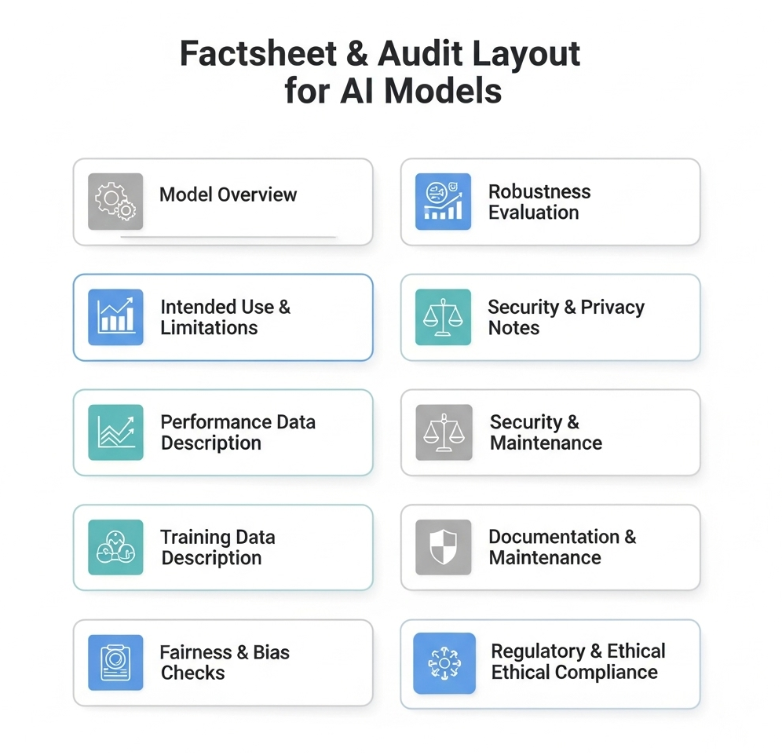 Factsheet & Audit Layout
for AI Models
Model Overview
Robustness
Evaluation
Intended Use &
Limitations
Security & Privacy
Notes
Performance Data
Description
Security &
Maintenance
Training Data
Description
Documentation &
Maintenance
Fairness & Bias
Checks
Regulatory & Ethical
Ethical Compliance